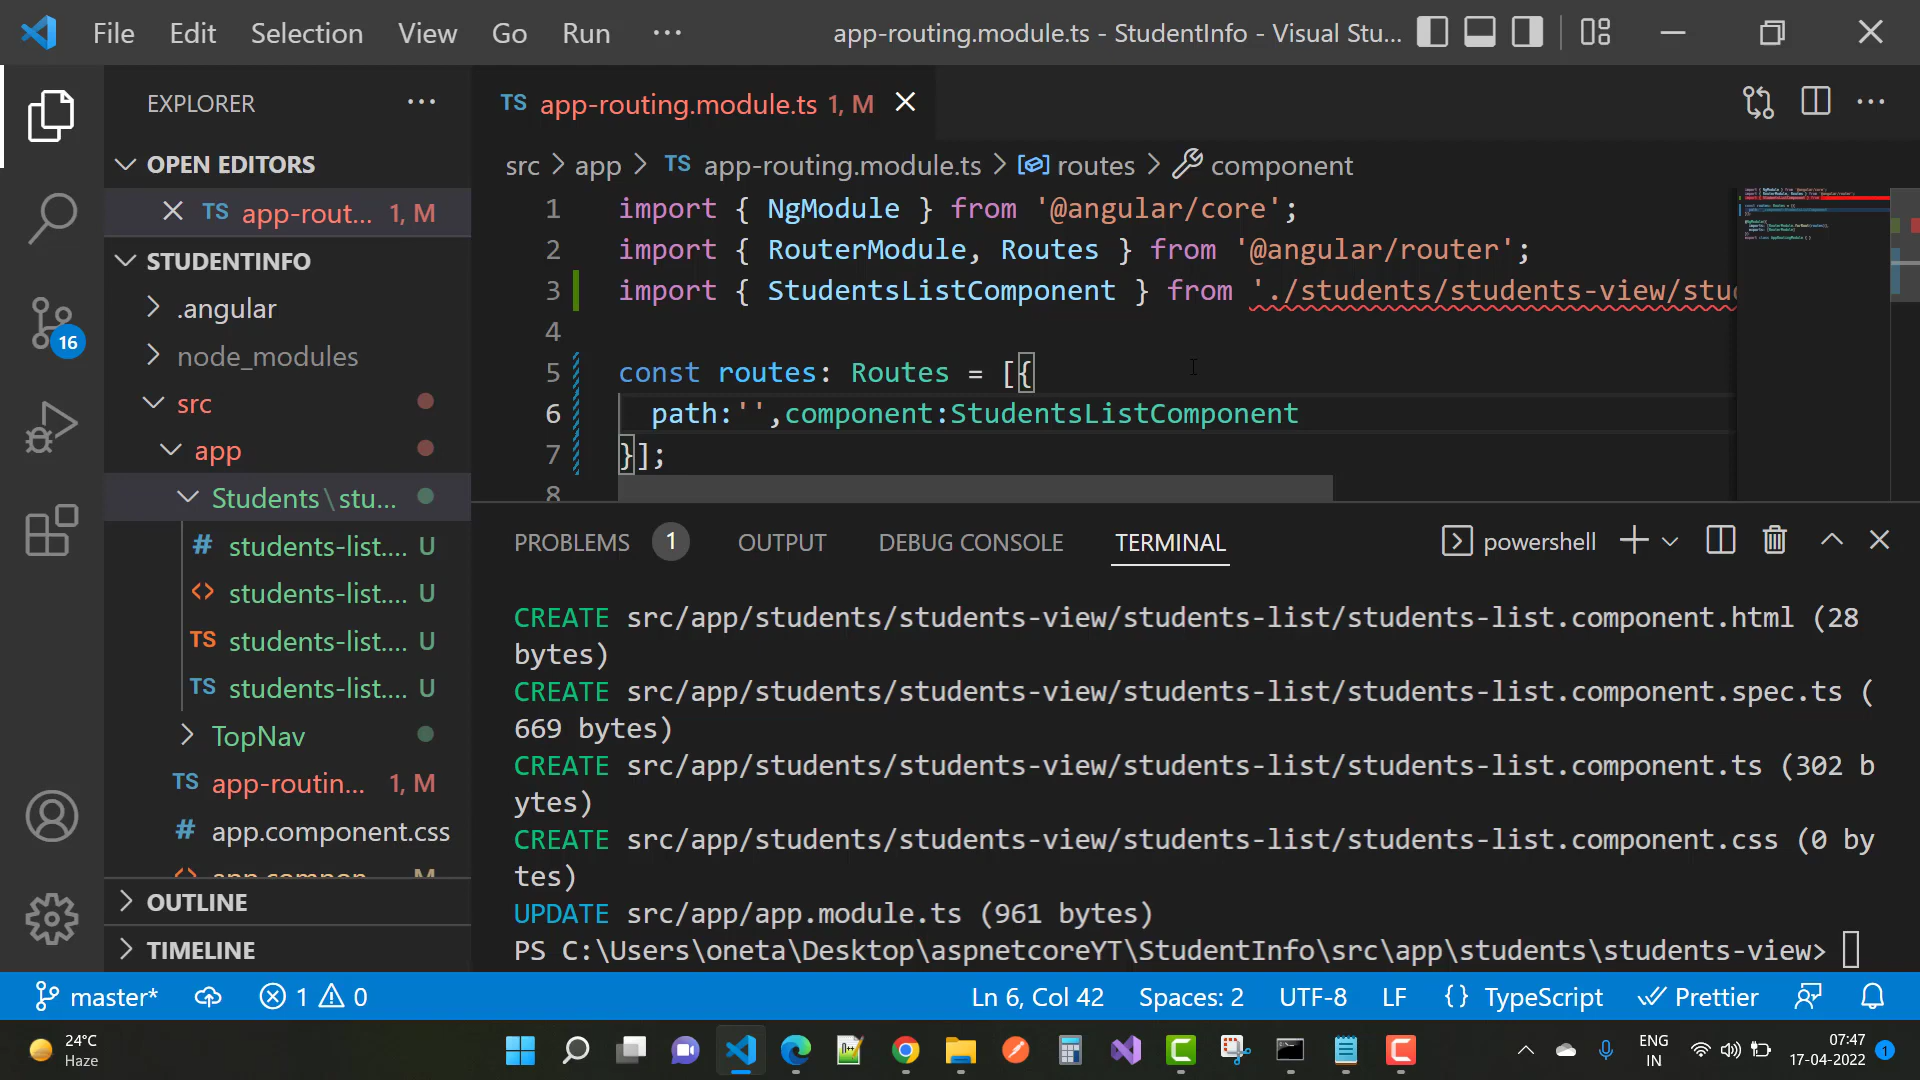 File Edit Selection View Go Run ···
app-routing.module.ts - StudentInfo - Visual Stu...
EXPLORER ···
OPEN EDITORS
TS app-rout... 1, M
STUDENTINFO
.angular
node_modules
src
app
Students\stu...
# students-list.... U
<> students-list.... U
TS students-list.... U
TS students-list.... U
TopNav
TS app-routin... 1, M
# app.component.css
OUTLINE
TIMELINE
16
TS app-routing.module.ts 1, M
src > app > TS app-routing.module.ts > routes > component
1 import { NgModule } from '@angular/core';
2 import { RouterModule, Routes } from '@angular/router';
3 import { StudentsListComponent } from './students/students-view/stu
4
5 const routes: Routes = [{
6 path:'',component:StudentsListComponent
7 }];
8
PROBLEMS 1 OUTPUT DEBUG CONSOLE TERMINAL powershell
CREATE src/app/students/students-view/students-list/students-list.component.html (28
bytes)
CREATE src/app/students/students-view/students-list/students-list.component.spec.ts (
669 bytes)
CREATE src/app/students/students-view/students-list/students-list.component.ts (302 b
ytes)
CREATE src/app/students/students-view/students-list/students-list.component.css (0 by
tes)
UPDATE src/app/app.module.ts (961 bytes)
PS C:\Users\oneta\Desktop\aspnetcoreYT\StudentInfo\src\app\students\students-view>
master* 1 0 Ln 6, Col 42 Spaces: 2 UTF-8 LF {} TypeScript Prettier
24°C
Haze
ENG
IN
07:47
17-04-2022
1